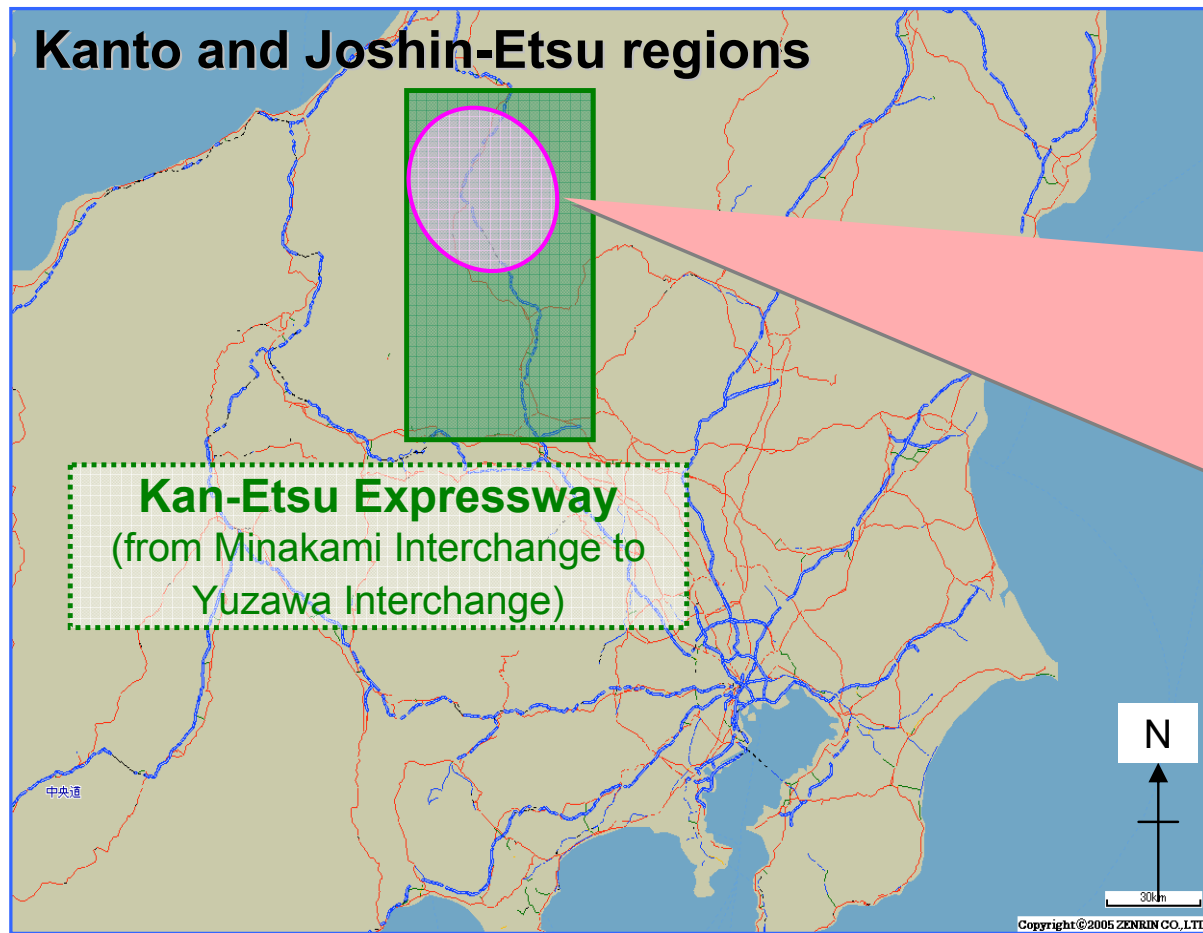 Kanto and Joshin-Etsu regions
Kan-Etsu Expressway
(from Minakami Interchange to
Yuzawa Interchange)
中央道
N
30km
Copyright©2005 ZENRIN CO.,LT